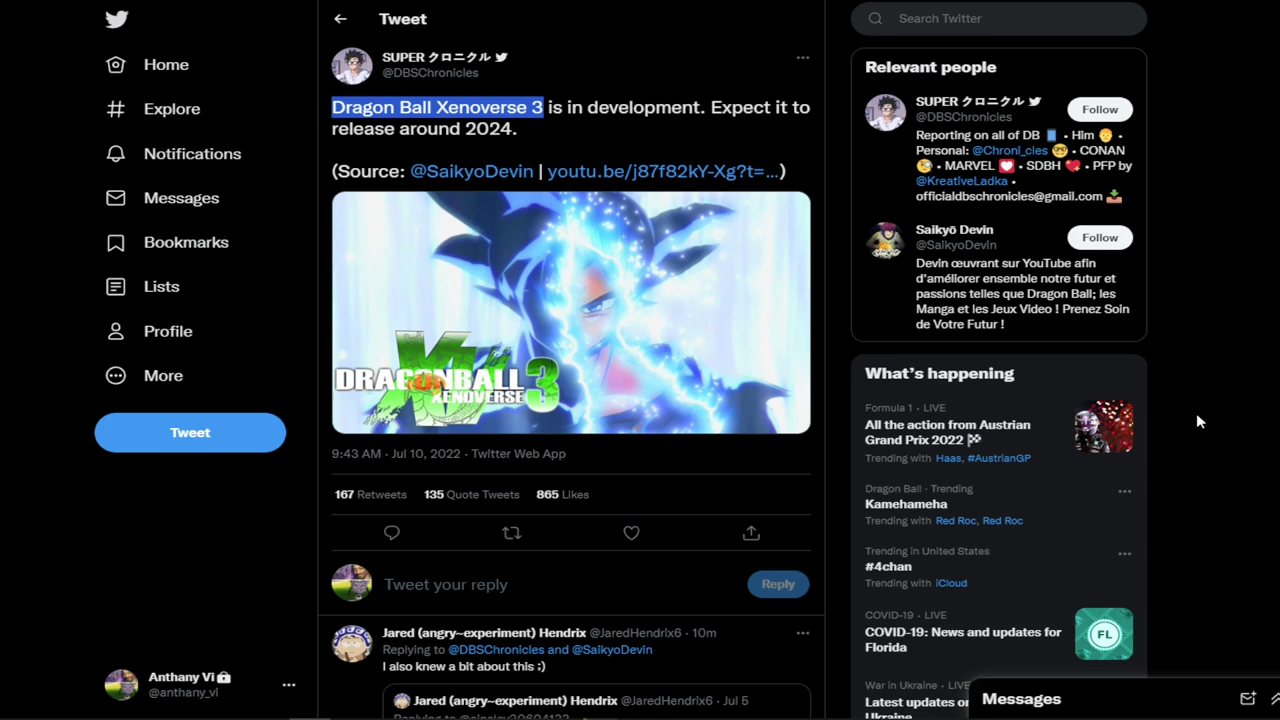 Home
Explore
Notifications
Messages
Bookmarks
Lists
Profile
More
Tweet
Anthany Vi
@anthany_vi
Tweet
SUPER クロニクル
@DBSChronicles
Dragon Ball Xenoverse 3 is in development. Expect it to
release around 2024.
(Source: @SaikyoDevin | youtu.be/j87f82kY-Xg?t=...)
DRAGONBALL
XENOVERSE 3
9:43 AM · Jul 10, 2022 · Twitter Web App
167 Retweets 135 Quote Tweets 865 Likes
Tweet your reply
Reply
Jared (angry~experiment) Hendrix @JaredHendrix6 · 10m
Replying to @DBSChronicles and @SaikyoDevin
I also knew a bit about this ;)
Jared (angry~experiment) Hendrix @JaredHendrix6 · Jul 5
Search Twitter
Relevant people
SUPER クロニクル
@DBSChronicles
Follow
Reporting on all of DB 📘 • Him 👨 •
Personal: @Chroni_cles 🤓 • CONAN
🧐 • MARVEL 💟 • SDBH 💖 • PFP by
@KreativeLadka •
officialdbschronicles@gmail.com 📥
Saikyō Devin
@SaikyoDevin
Follow
Devin œuvrant sur YouTube afin
d'améliorer ensemble notre futur et
passions telles que Dragon Ball; les
Manga et les Jeux Video ! Prenez Soin
de Votre Futur !
What's happening
Formula 1 · LIVE
All the action from Austrian
Grand Prix 2022 🏁
Trending with Haas, #AustrianGP
Dragon Ball · Trending
Kamehameha
Trending with Red Roc, Red Roc
Trending in United States
#4chan
Trending with iCloud
COVID-19 · LIVE
COVID-19: News and updates for
Florida
FL
War in Ukraine · LIVE
Latest updates on
Ukraine
Messages